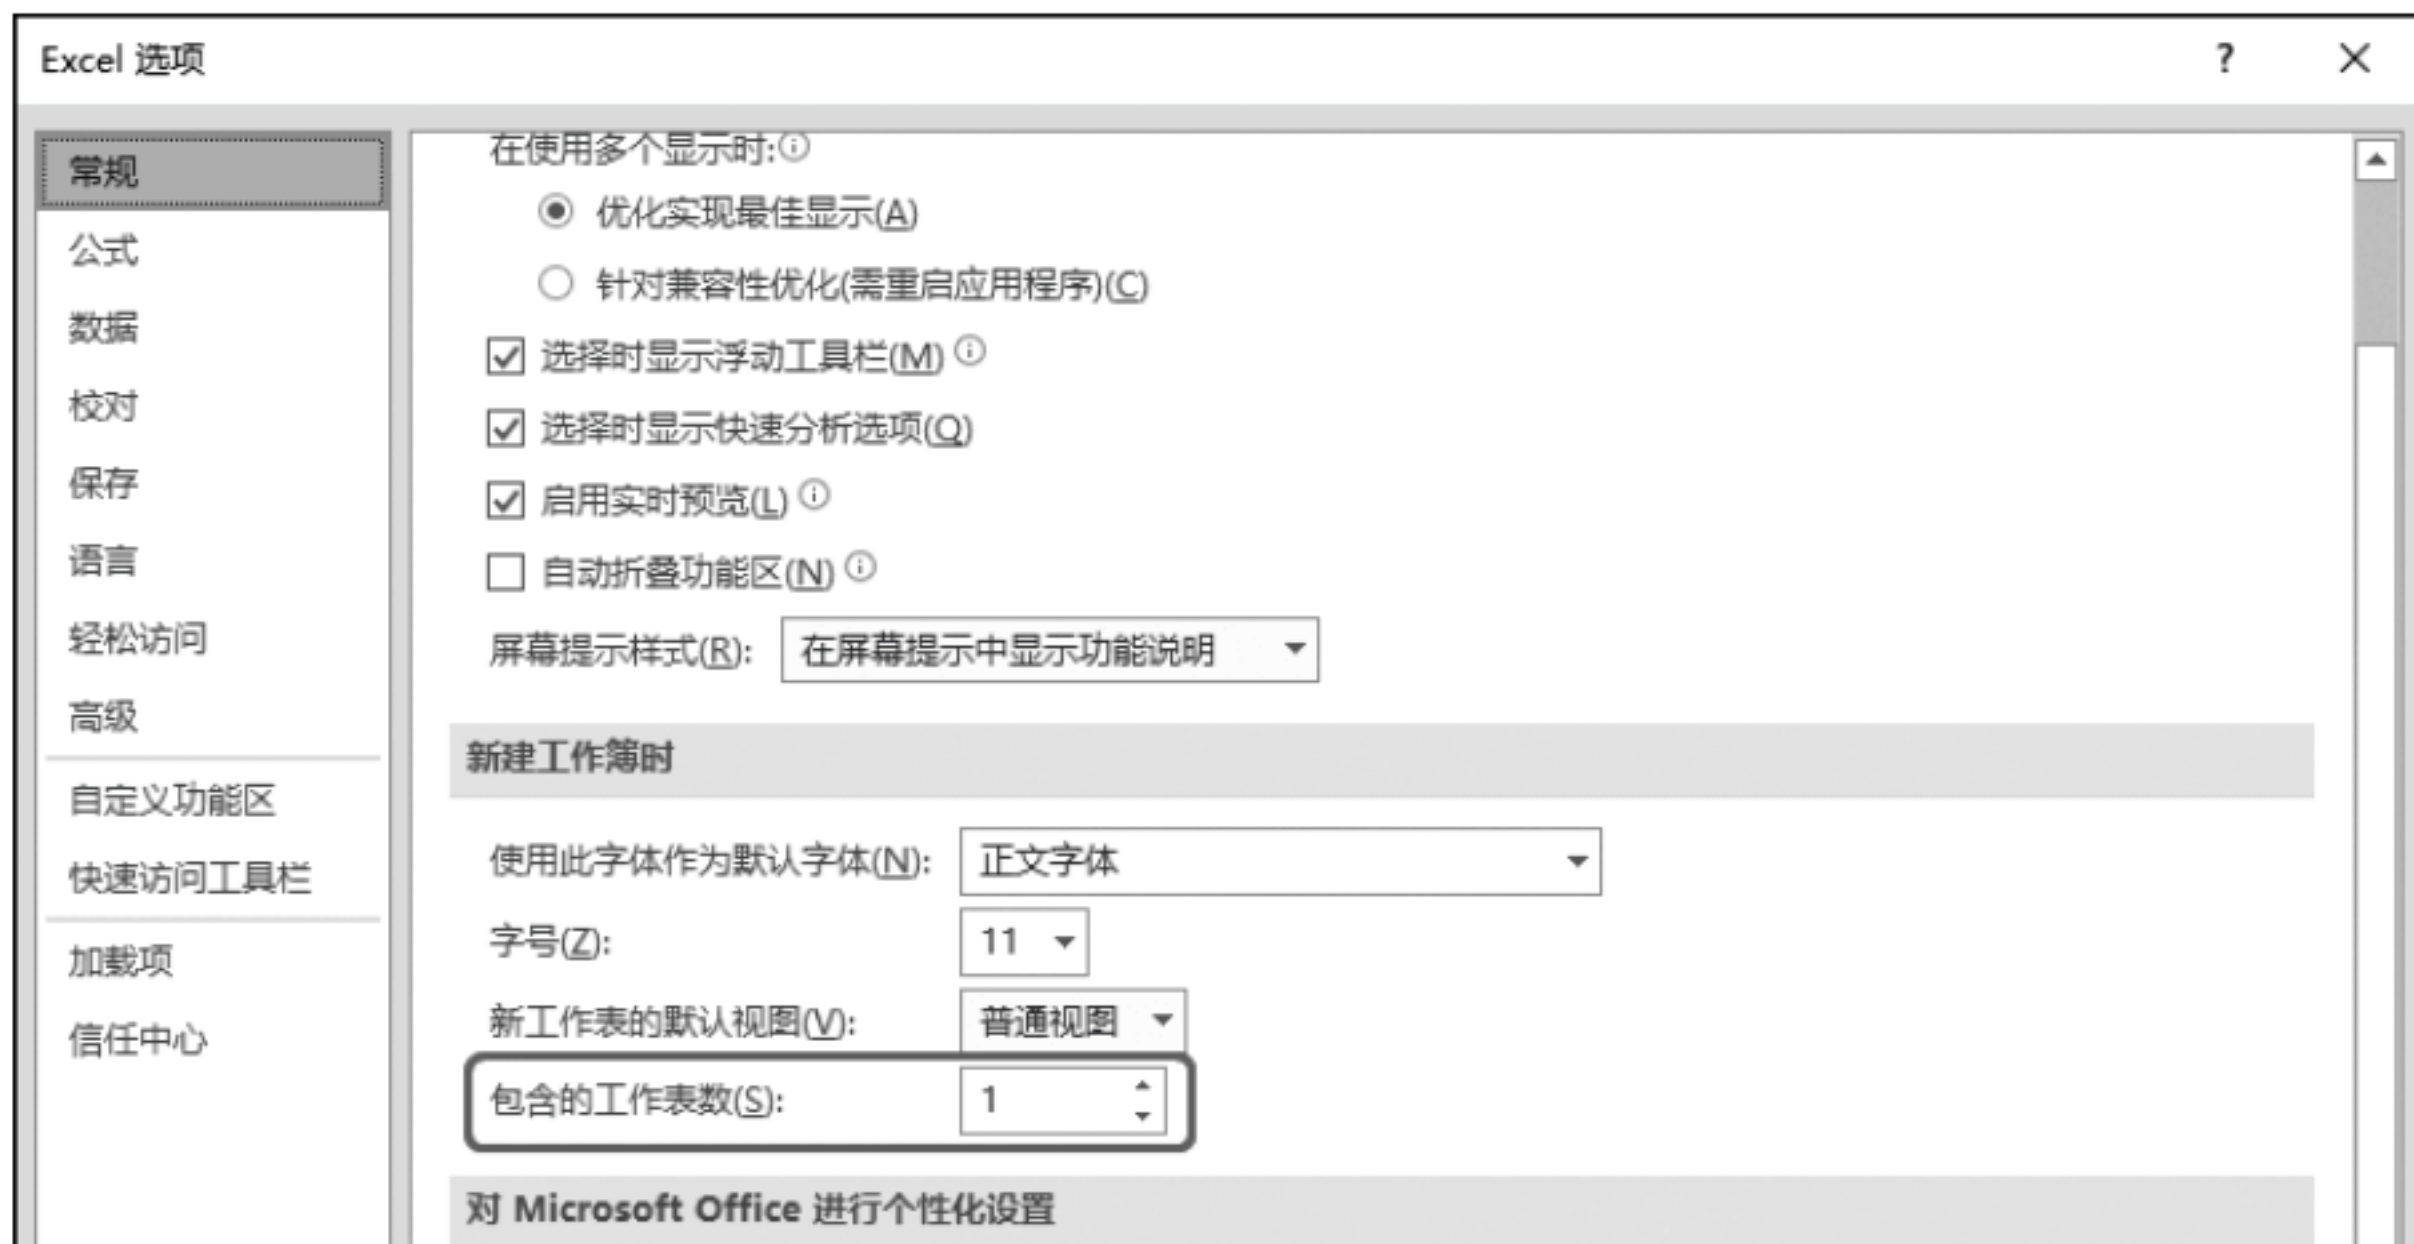 Excel 选项
?
常规
公式
数据
校对
保存
语言
轻松访问
高级
自定义功能区
快速访问工具栏
加载项
信任中心
在使用多个显示时:
优化实现最佳显示(A)
针对兼容性优化(需重启应用程序)(C)
选择时显示浮动工具栏(M)
选择时显示快速分析选项(Q)
启用实时预览(L)
自动折叠功能区(N)
屏幕提示样式(R): 在屏幕提示中显示功能说明
新建工作簿时
使用此字体作为默认字体(N): 正文字体
字号(Z): 11
新工作表的默认视图(V): 普通视图
包含的工作表数(S): 1
对 Microsoft Office 进行个性化设置